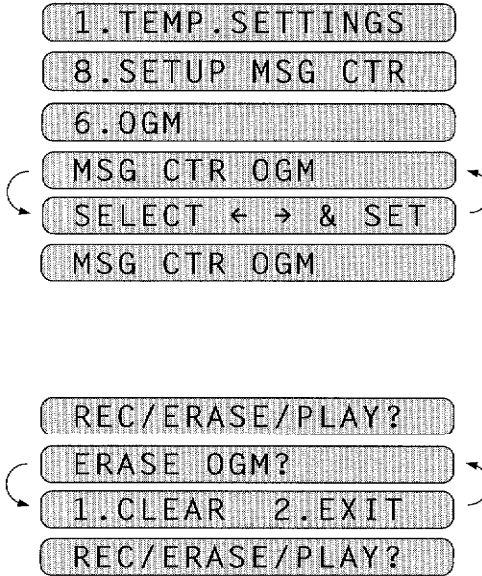 1.TEMP.SETTINGS
8.SETUP MSG CTR
6.OGM
MSG CTR OGM
SELECT ← → & SET
MSG CTR OGM
REC/ERASE/PLAY?
ERASE OGM?
1.CLEAR 2.EXIT
REC/ERASE/PLAY?